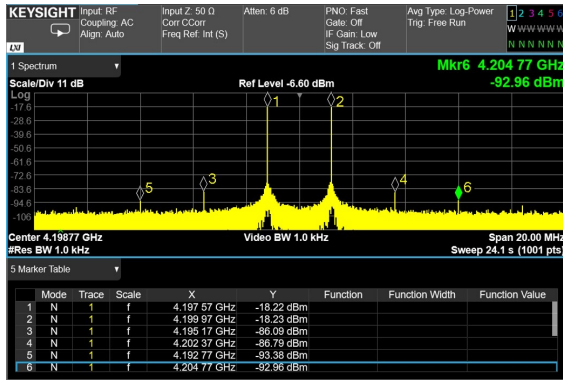 KEYSIGHT Input: RF Input Z: 50 Ω Atten: 6 dB PNO: Fast Avg Type: Log-Power 1 2 3 4 5 6
Coupling: AC Corr CCorr Gate: Off Trig: Free Run
Align: Auto Freq Ref: Int (S) IF Gain: Low W W W W W W
LXI Sig Track: Off N N N N N N
1 Spectrum Mkr6 4.204 77 GHz
Scale/Div 11 dB Ref Level -6.60 dBm -92.96 dBm
Log
-17.6 1 2
-28.6
-39.6
-50.6
-61.6
-72.6
-83.6 5 3 4 6
-94.6
-106
Center 4.19877 GHz Video BW 1.0 kHz Span 20.00 MHz
#Res BW 1.0 kHz Sweep 24.1 s (1001 pts)
5 Marker Table
Mode Trace Scale X Y Function Function Width Function Value
1 N 1 f 4.197 57 GHz -18.22 dBm
2 N 1 f 4.199 97 GHz -18.23 dBm
3 N 1 f 4.195 17 GHz -86.09 dBm
4 N 1 f 4.202 37 GHz -86.79 dBm
5 N 1 f 4.192 77 GHz -93.38 dBm
6 N 1 f 4.204 77 GHz -92.96 dBm